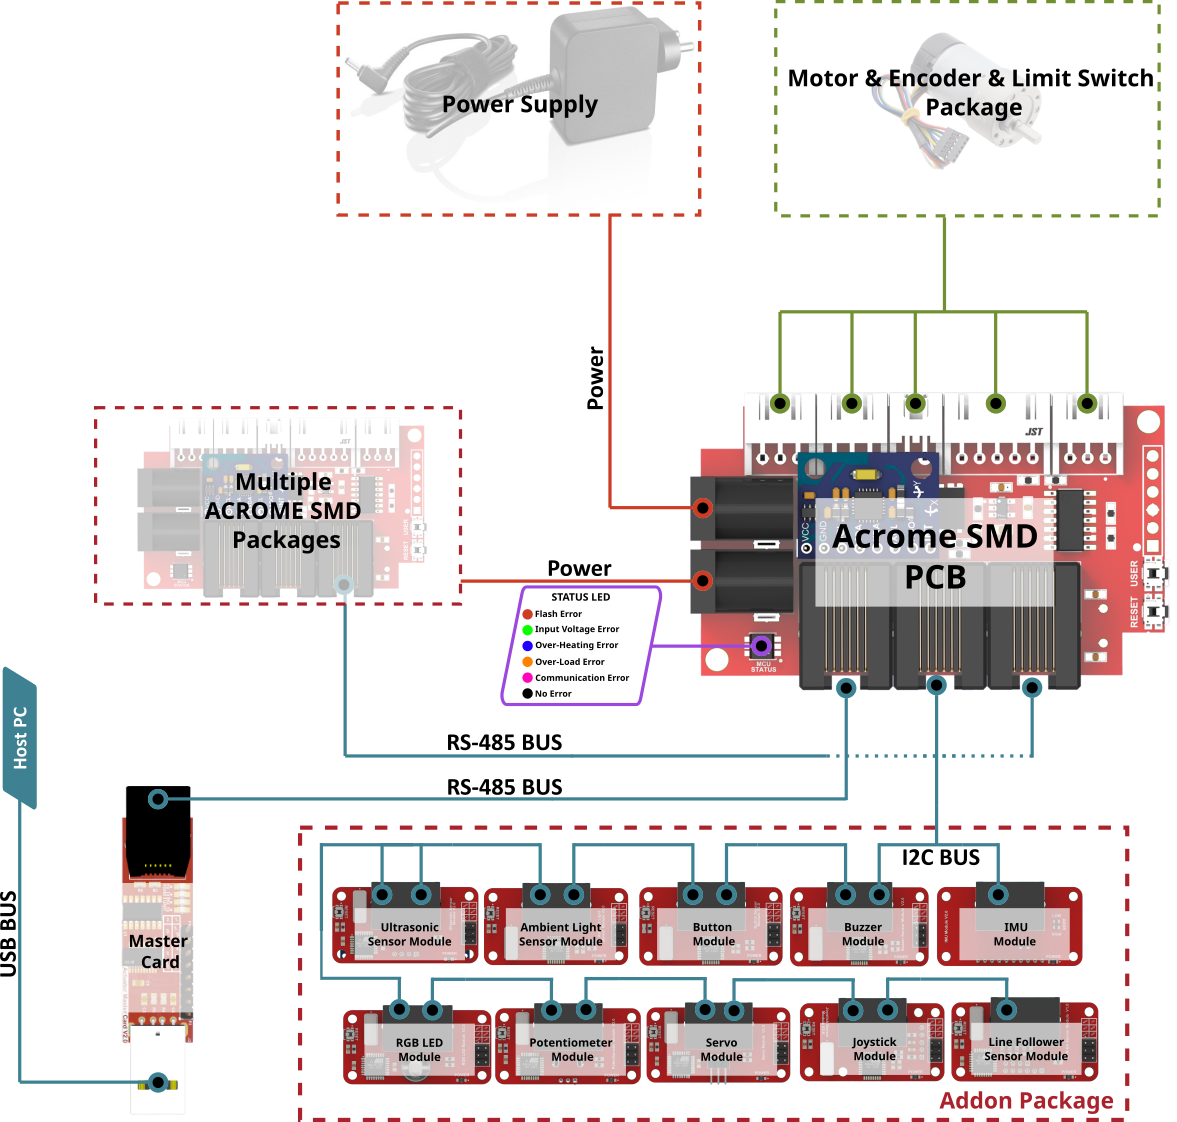 Power Supply
Motor & Encoder & Limit Switch
Package
Power
Multiple
ACROME SMD
Packages
JST
JST
VCC
GND
Acrome SMD
PCB
USER
RESET
Power
STATUS LED
Flash Error
Input Voltage Error
Over-Heating Error
Over-Load Error
Communication Error
No Error
MCU
STATUS
Host PC
RS-485 BUS
RS-485 BUS
USB BUS
Master
Card
I2C BUS
Ultrasonic
Sensor Module
Ambient Light
Sensor Module
Button
Module
Buzzer
Module
IMU
Module
RGB LED
Module
Potentiometer
Module
Servo
Module
Joystick
Module
Line Follower
Sensor Module
Addon Package